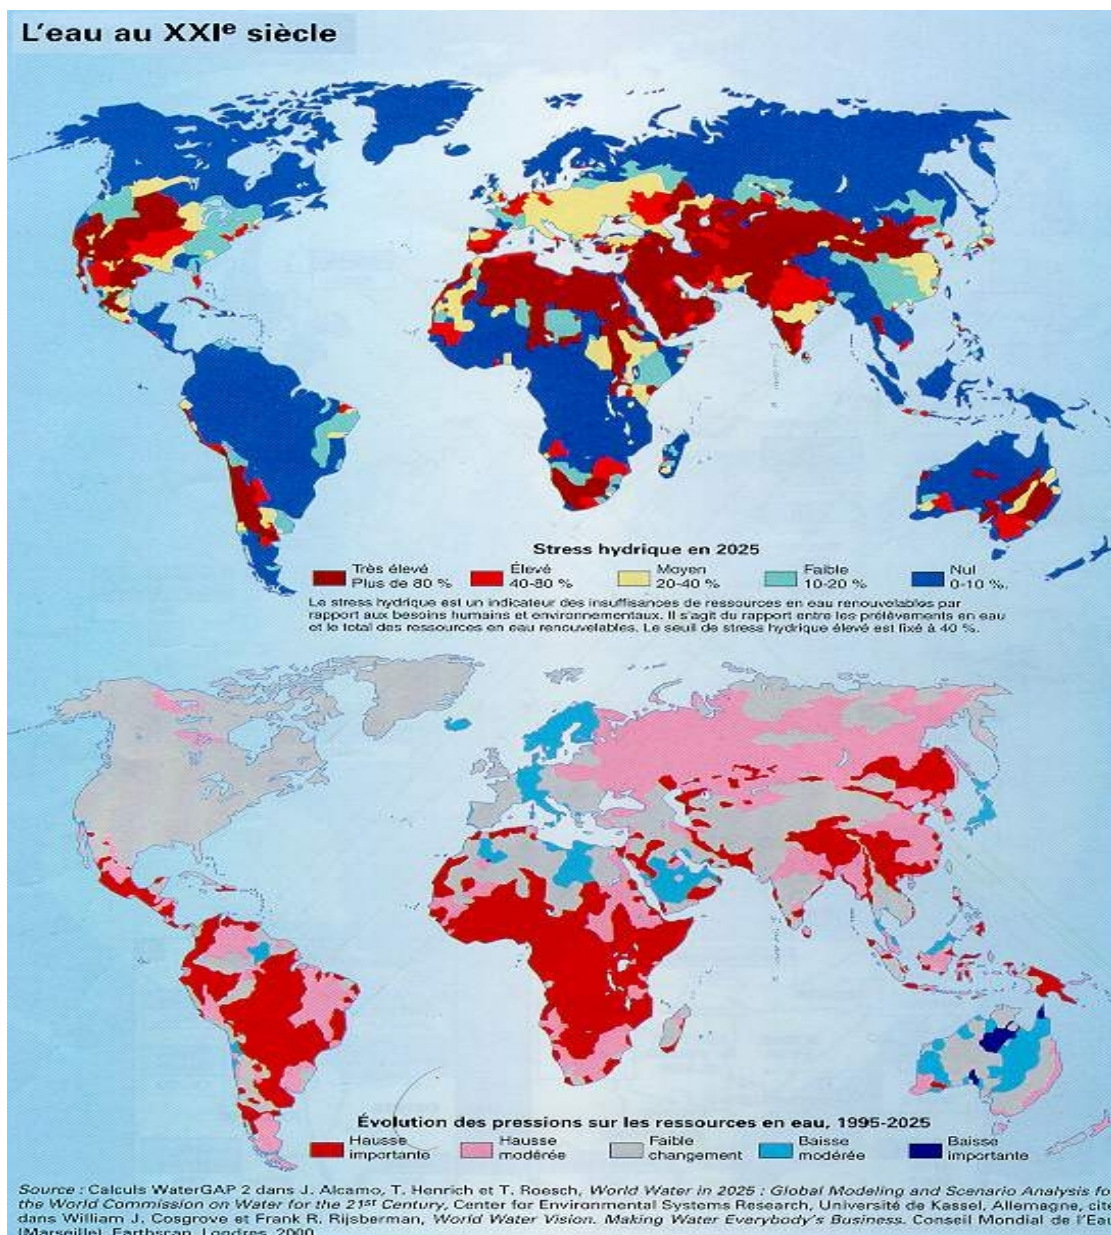 L'eau au XXIe siècle
Stress hydrique en 2025
Très élevé
Plus de 80 %
Élevé
40-80 %
Moyen
20-40 %
Faible
10-20 %
Nul
0-10 %.
Le stress hydrique est un indicateur des insuffisances de ressources en eau renouvelables par
rapport aux besoins humains et environnementaux. Il s'agit du rapport entre les prélèvements en eau
et le total des ressources en eau renouvelables. Le seuil de stress hydrique élevé est fixé à 40 %.
Évolution des pressions sur les ressources en eau, 1995-2025
Hausse
importante
Hausse
modérée
Faible
changement
Baisse
modérée
Baisse
importante
Source : Calculs WaterGAP 2 dans J. Alcamo, T. Henrich et T. Roesch, World Water in 2025 : Global Modeling and Scenario Analysis fo
the World Commission on Water for the 21ST Century, Center for Environmental Systems Research, Université de Kassel, Allemagne, cité
dans William J. Cosgrove et Frank R. Rijsberman, World Water Vision. Making Water Everybody's Business. Conseil Mondial de l'Eau
(Marseille), Earthscan, Londres, 2000.